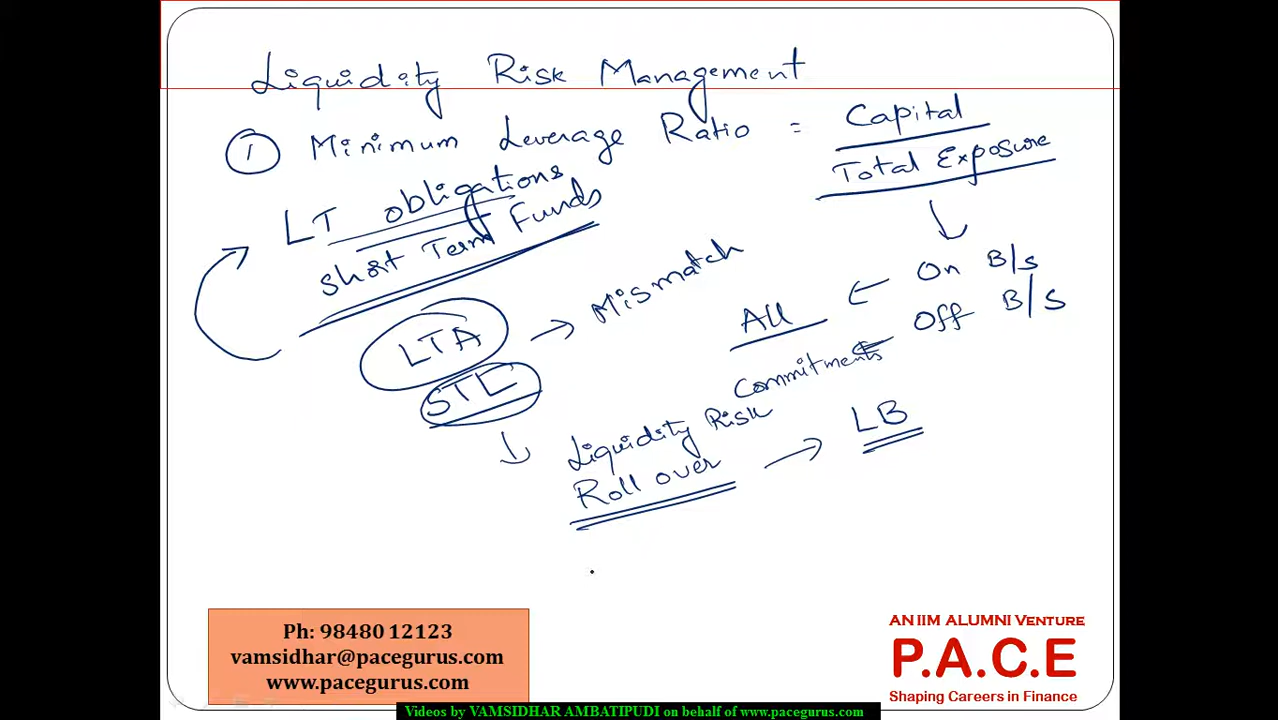 Liquidity Risk Management
1 Minimum Leverage Ratio = Capital
Total Exposure
LT obligations
Short Term Funds
LTA → Mismatch
STL
On B/s
Off B/S
All
Commitments
Liquidity Risk
Roll over → LB
Ph: 98480 12123
vamsidhar@pacegurus.com
www.pacegurus.com
AN IIM ALUMNI VENTURE
P.A.C.E
Shaping Careers in Finance
Videos by VAMSIDHAR AMBATIPUDI on behalf of www.pacegurus.com